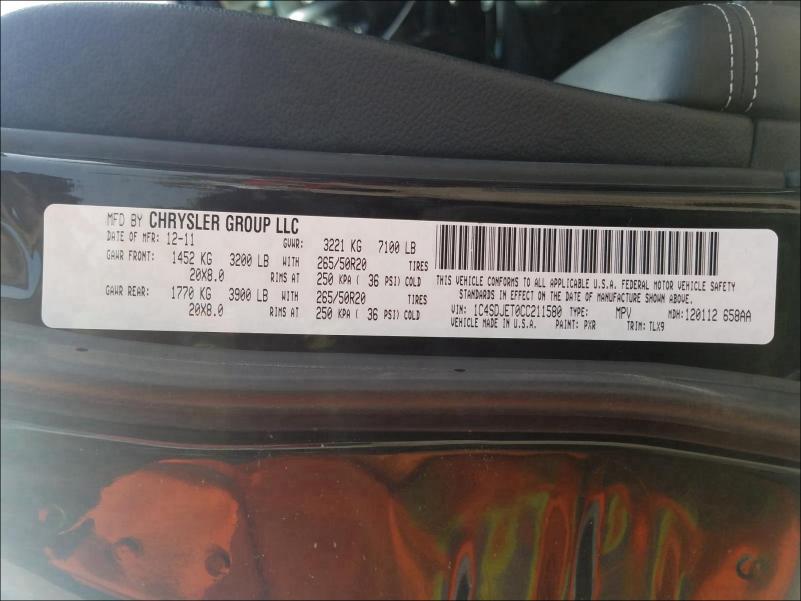 MFD BY CHRYSLER GROUP LLC
DATE OF MFR: 12-11 GVWR: 3221 KG 7100 LB
GAWR FRONT: 1452 KG 3200 LB WITH 265/50R20 TIRES
20X8.0 RIMS AT 250 KPA ( 36 PSI) COLD
GAWR REAR: 1770 KG 3900 LB WITH 265/50R20 TIRES
20X8.0 RIMS AT 250 KPA ( 36 PSI) COLD
THIS VEHICLE CONFORMS TO ALL APPLICABLE U.S.A. FEDERAL MOTOR VEHICLE SAFETY
STANDARDS IN EFFECT ON THE DATE OF MANUFACTURE SHOWN ABOVE.
VIN: 1C4SDJET0CC211580 TYPE: MPV MDH: 120112 658AA
VEHICLE MADE IN U.S.A. PAINT: PXR TRIM: TLX9